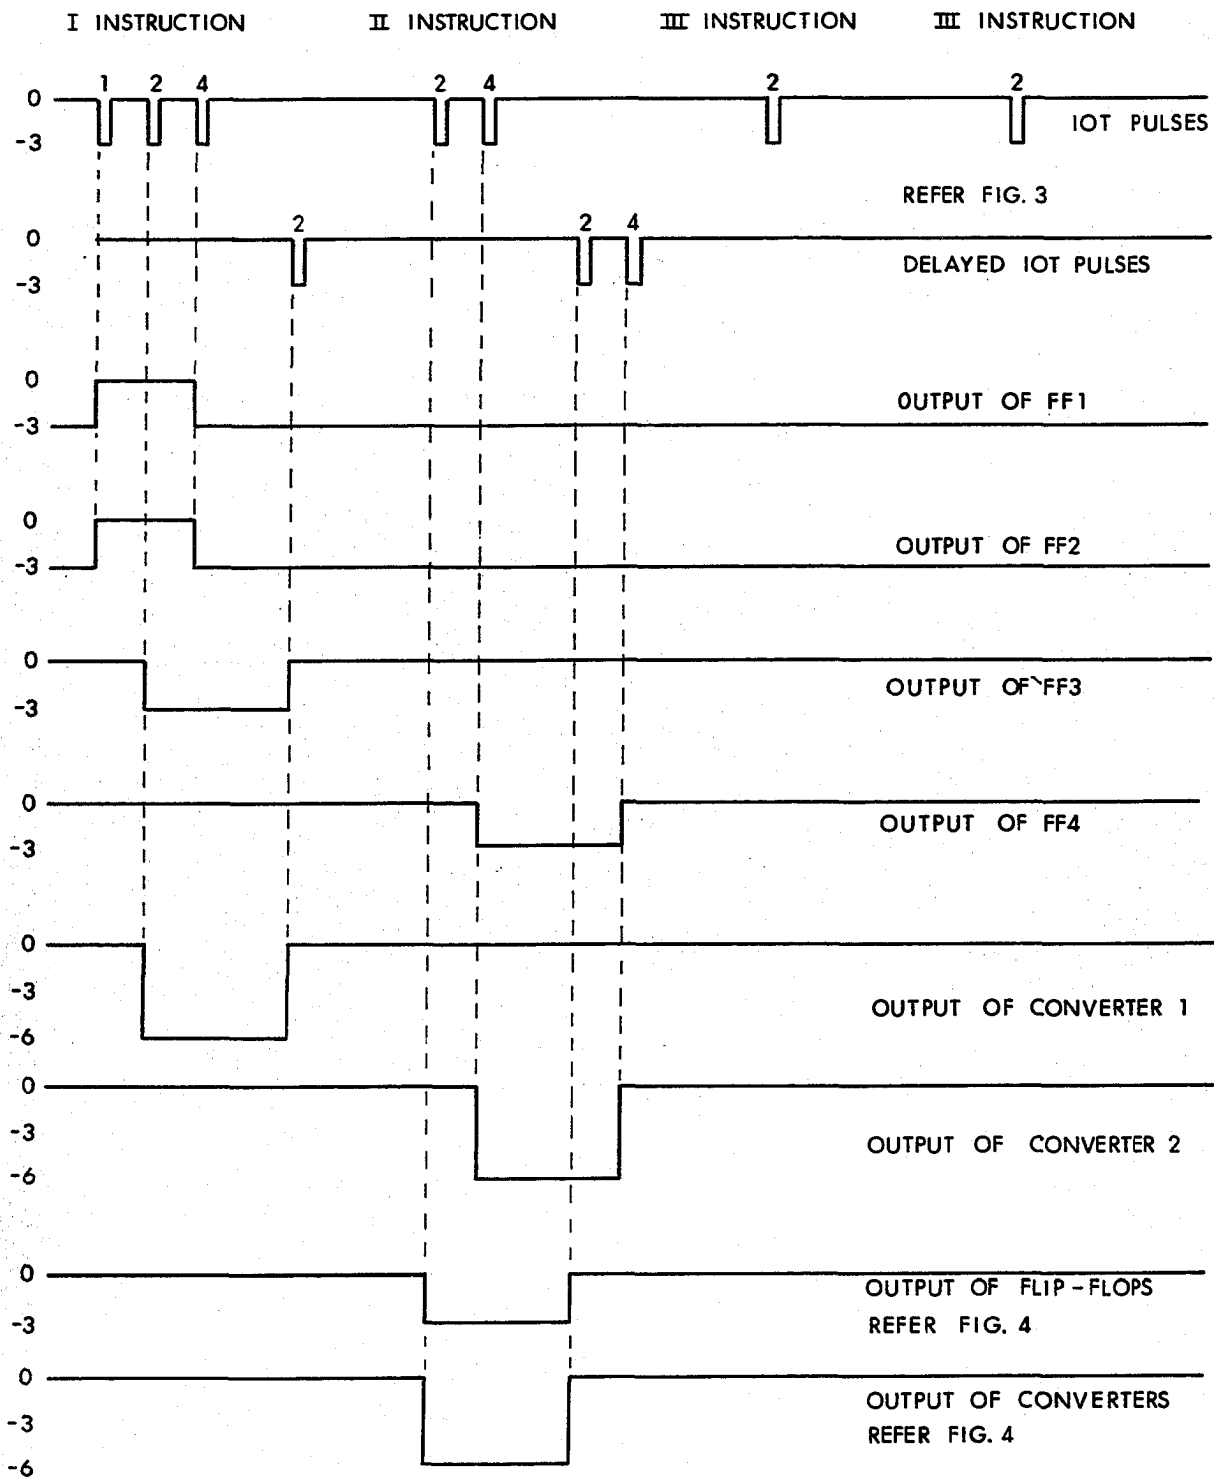 I INSTRUCTION II INSTRUCTION III INSTRUCTION III INSTRUCTION
1 2 4 2 4 2 2
0
IOT PULSES
-3
REFER FIG. 3
2 2 4
0
DELAYED IOT PULSES
-3
0
OUTPUT OF FF1
-3
0
OUTPUT OF FF2
-3
0
OUTPUT OF FF3
-3
0
OUTPUT OF FF4
-3
0
-3
OUTPUT OF CONVERTER 1
-6
0
-3
OUTPUT OF CONVERTER 2
-6
0
OUTPUT OF FLIP-FLOPS
-3
REFER FIG. 4
0
OUTPUT OF CONVERTERS
-3
REFER FIG. 4
-6